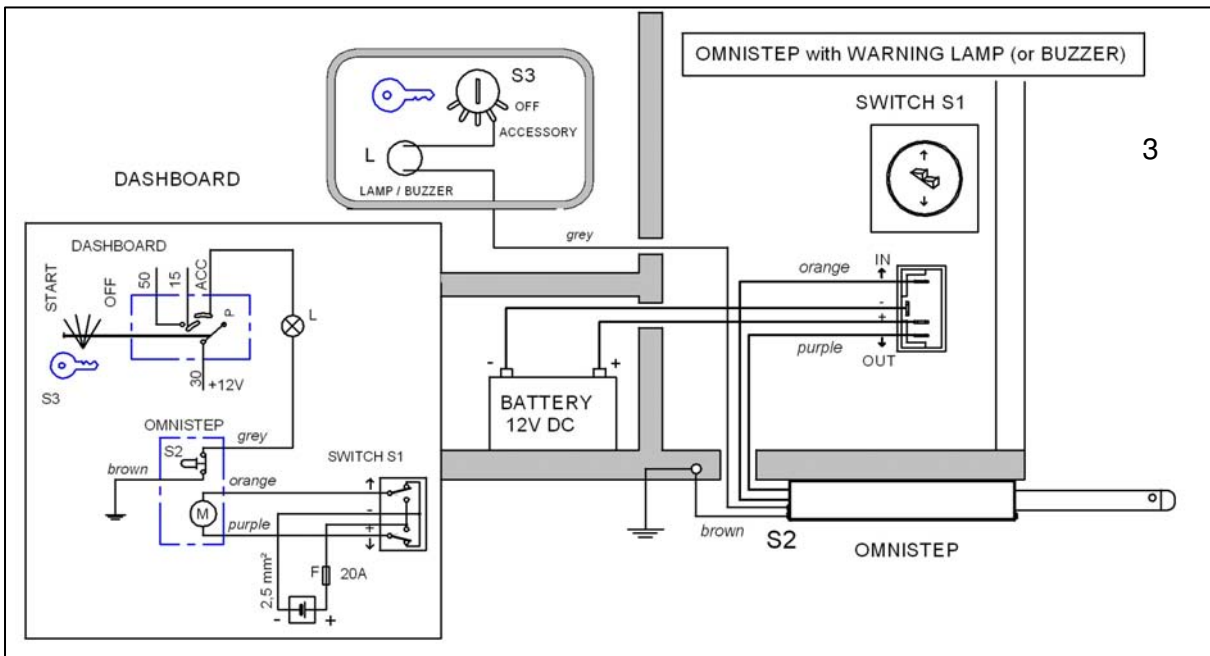 OMNISTEP with WARNING LAMP (or BUZZER)
S3
OFF
ACCESSORY
L
LAMP / BUZZER
SWITCH S1
3
DASHBOARD
grey
DASHBOARD
START
OFF
50
15
ACC
P
L
30
+12V
S3
OMNISTEP
S2
grey
brown
orange
M
purple
SWITCH S1
-
+
2,5 mm²
F
20A
-
+
orange
IN
-
+
purple
OUT
-
+
BATTERY
12V DC
brown
S2
OMNISTEP